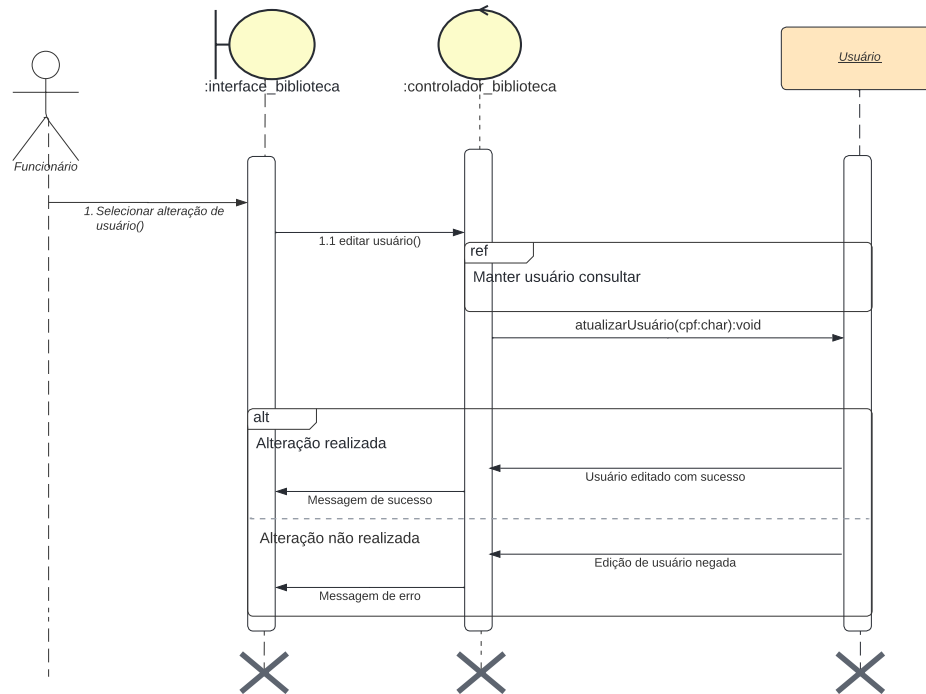 :interface_biblioteca
:controlador_biblioteca
Usuário
Funcionário
1. Selecionar alteração de
usuário()
1.1 editar usuário()
ref
Manter usuário consultar
atualizarUsuário(cpf:char):void
alt
Alteração realizada
Usuário editado com sucesso
Messagem de sucesso
Alteração não realizada
Edição de usuário negada
Messagem de erro